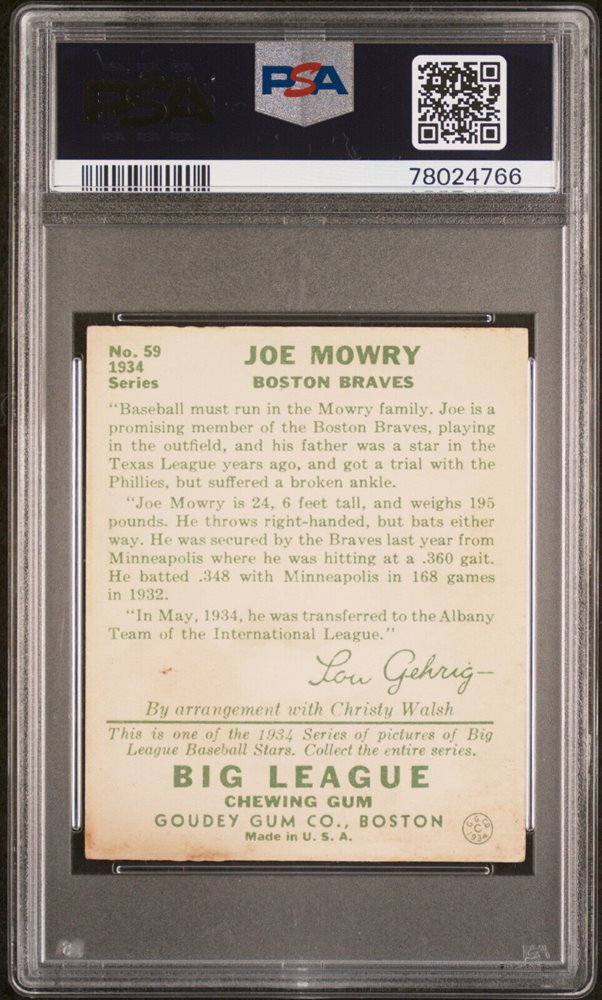 PSA
PSA
78024766
No. 59
1934
Series
JOE MOWRY
BOSTON BRAVES
"Baseball must run in the Mowry family. Joe is a
promising member of the Boston Braves, playing
in the outfield, and his father was a star in the
Texas League years ago, and got a trial with the
Phillies, but suffered a broken ankle.
"Joe Mowry is 24, 6 feet tall, and weighs 195
pounds. He throws right-handed, but bats either
way. He was secured by the Braves last year from
Minneapolis where he was hitting at a .360 gait.
He batted .348 with Minneapolis in 168 games
in 1932.
"In May, 1934, he was transferred to the Albany
Team of the International League."
Lou Gehrig
By arrangement with Christy Walsh
This is one of the 1934 Series of pictures of Big
League Baseball Stars. Collect the entire series.
BIG LEAGUE
CHEWING GUM
GOUDEY GUM CO., BOSTON
Made in U. S. A.
G. G. CO.
C
1934
PSA